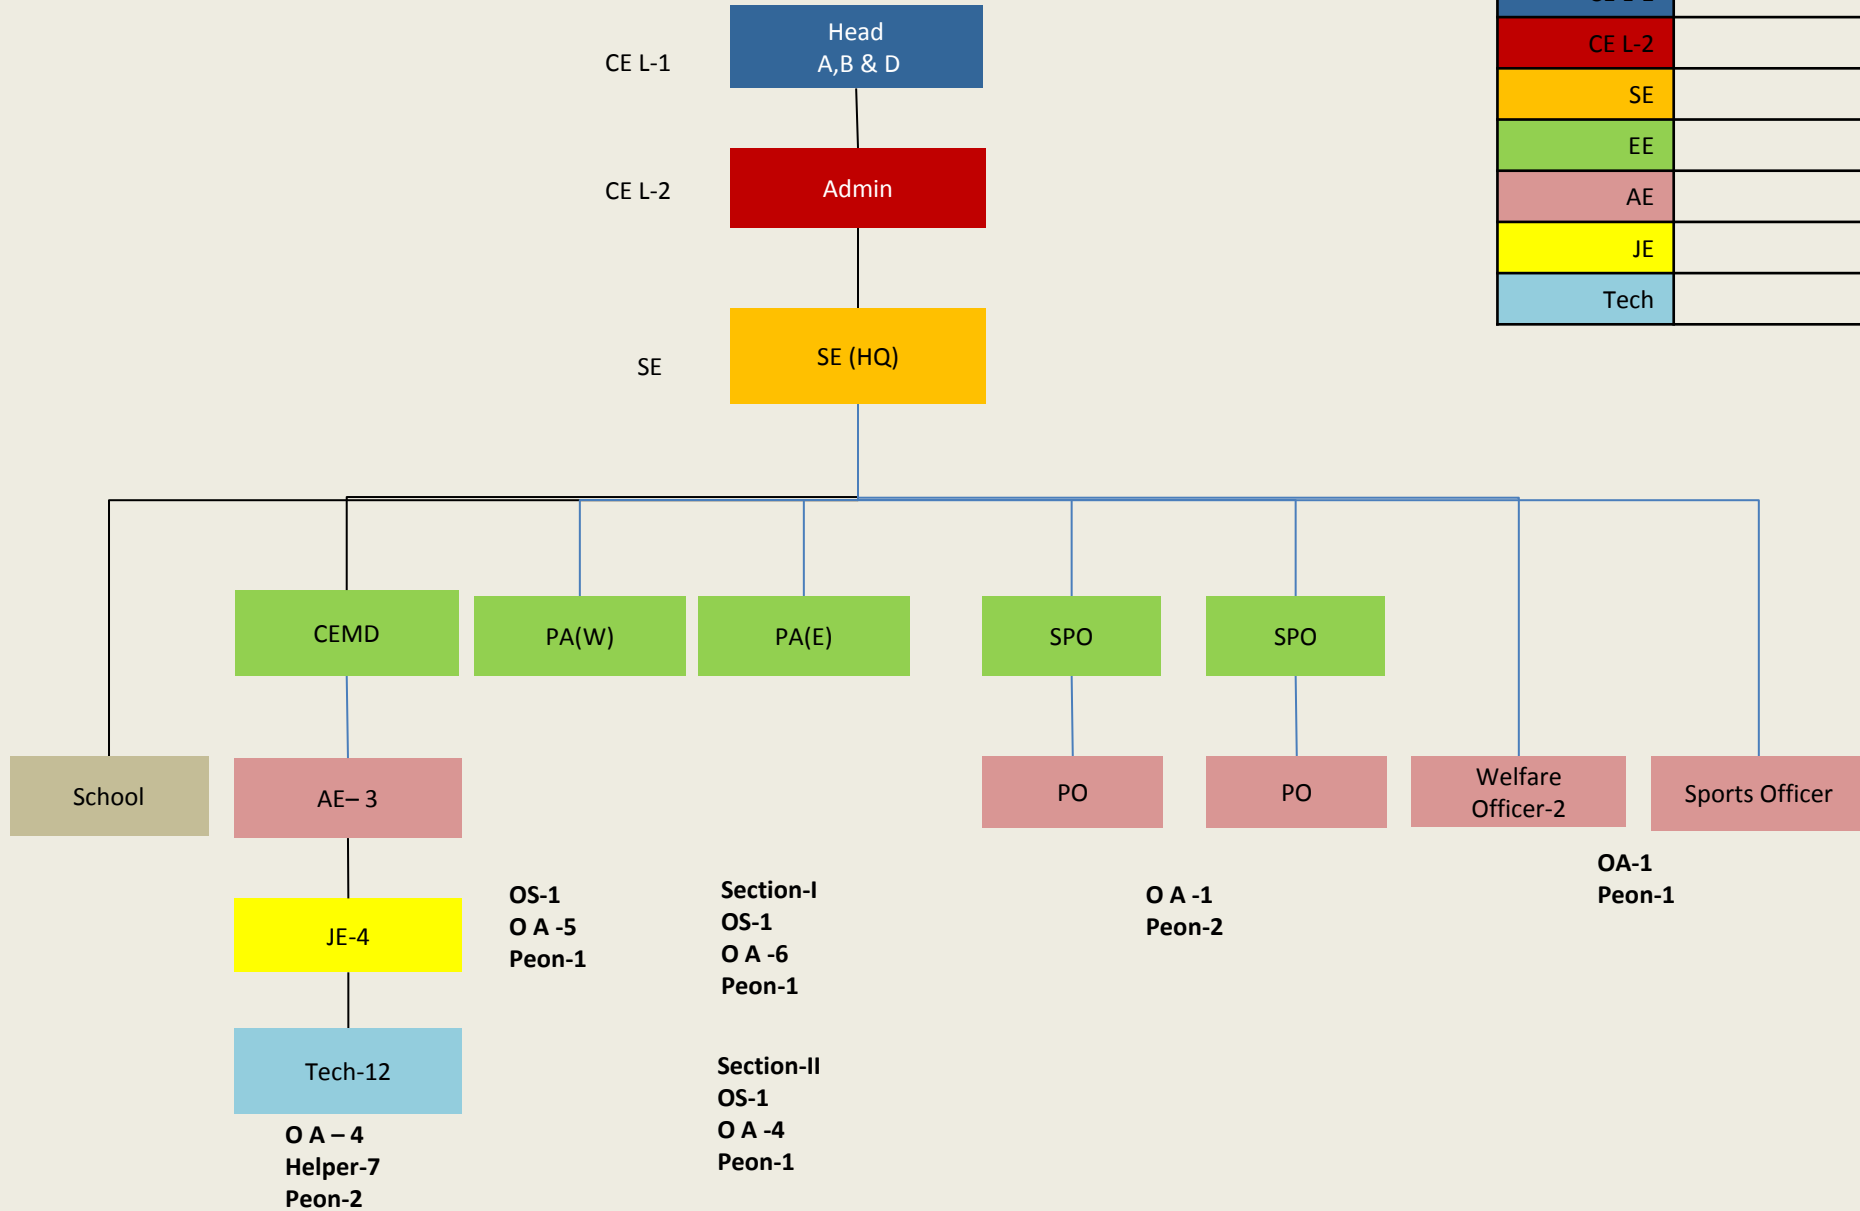 Head
A,B & D
CE L-1
Admin
CE L-2
SE (HQ)
SE
CE L-2
SE
EE
AE
JE
Tech
CEMD
PA(W)
PA(E)
SPO
SPO
School
AE– 3
PO
PO
Welfare
Officer-2
Sports Officer
JE-4
Tech-12
O A – 4
Helper-7
Peon-2
OS-1
O A -5
Peon-1
Section-I
OS-1
O A -6
Peon-1
Section-II
OS-1
O A -4
Peon-1
O A -1
Peon-2
OA-1
Peon-1